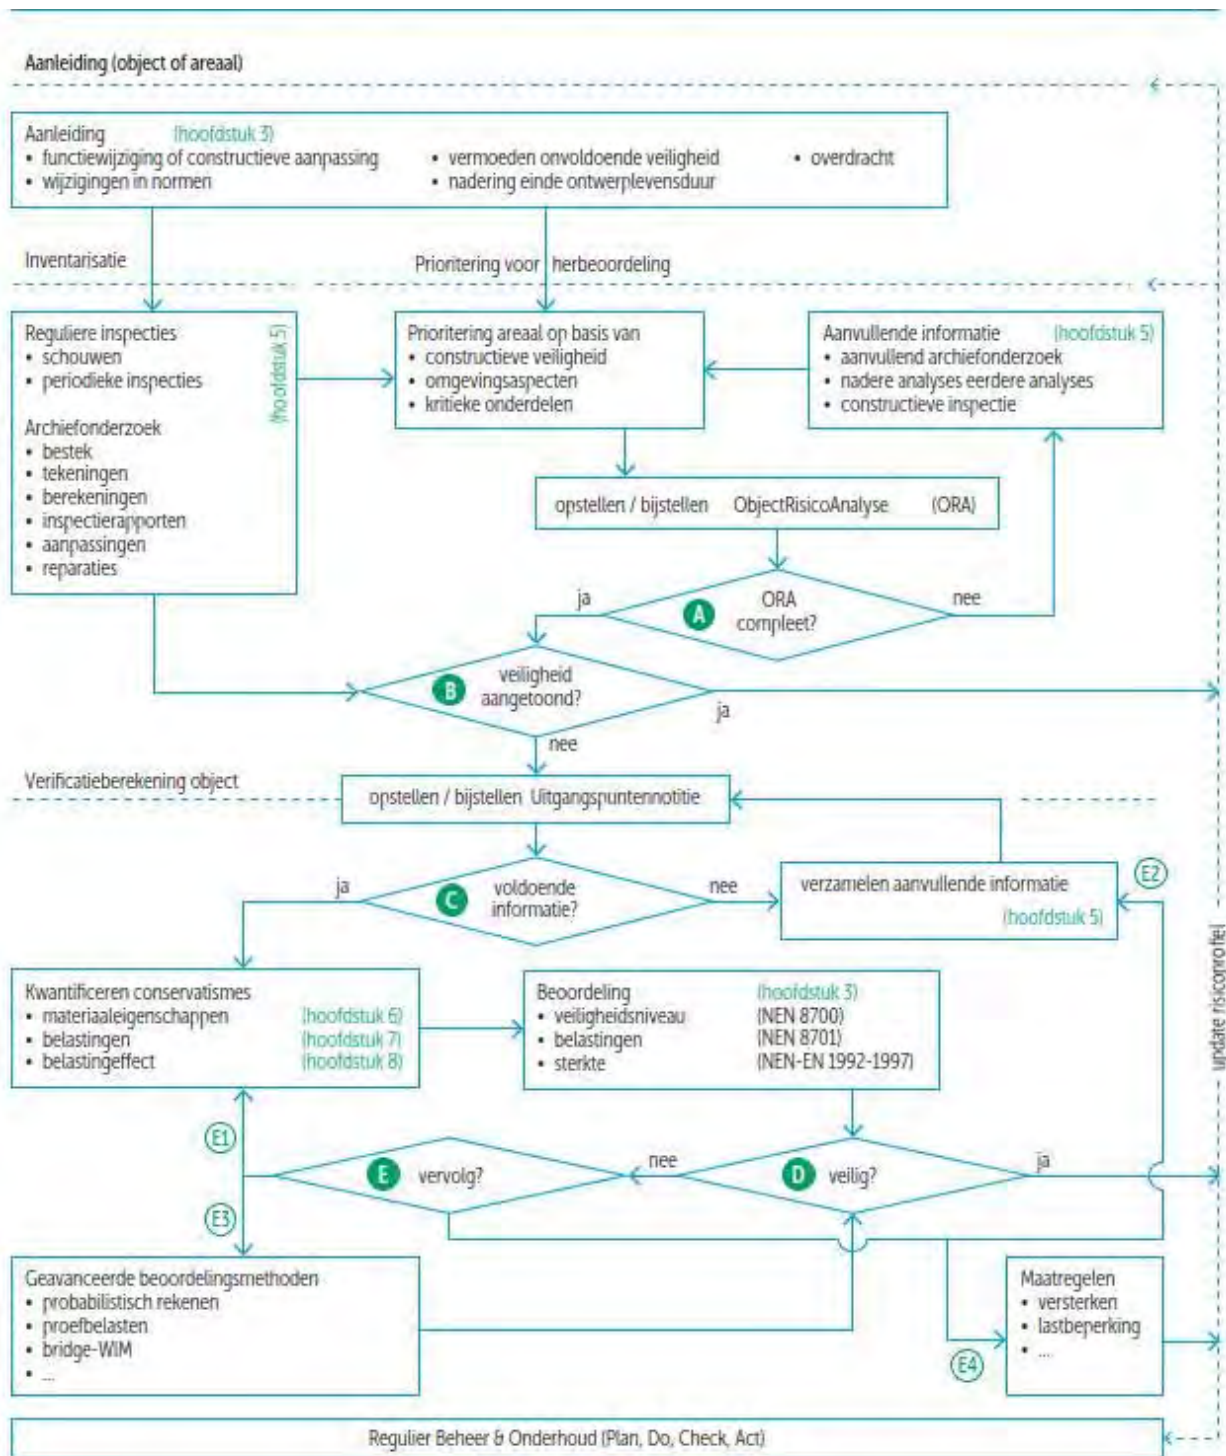 Aanleiding (object of areaal)
Aanleiding (hoofdstuk 3)
• functiewijziging of constructieve aanpassing
• wijzigingen in normen
• vermoeden onvoldoende veiligheid
• nadering einde ontwerplevensduur
• overdracht
Inventarisatie
Prioritering voor herbeoordeling
Reguliere inspecties
• schouwen
• periodieke inspecties
(hoofdstuk 5)
Archiefonderzoek
• bestek
• tekeningen
• berekeningen
• inspectierapporten
• aanpassingen
• reparaties
Prioritering areaal op basis van
• constructieve veiligheid
• omgevingsaspecten
• kritieke onderdelen
Aanvullende informatie (hoofdstuk 5)
• aanvullend archiefonderzoek
• nadere analyses eerdere analyses
• constructieve inspectie
opstellen / bijstellen ObjectRisicoAnalyse (ORA)
ja
A
ORA
compleet?
nee
B
veiligheid
aangetoond?
ja
nee
Verificatieberekening object
opstellen / bijstellen Uitgangspuntennotitie
ja
C
voldoende
informatie?
nee
verzamelen aanvullende informatie
(hoofdstuk 5)
E2
update risicoprofiel
Kwantificeren conservatismes
• materiaaleigenschappen (hoofdstuk 6)
• belastingen (hoofdstuk 7)
• belastingeffect (hoofdstuk 8)
Beoordeling (hoofdstuk 3)
• veiligheidsniveau (NEN 8700)
• belastingen (NEN 8701)
• sterkte (NEN-EN 1992-1997)
E1
E vervolg?
nee
D veilig?
ja
E3
Geavanceerde beoordelingsmethoden
• probabilistisch rekenen
• proefbelasten
• bridge-WIM
• ...
E4
Maatregelen
• versterken
• lastbeperking
• ...
Regulier Beheer & Onderhoud (Plan, Do, Check, Act)